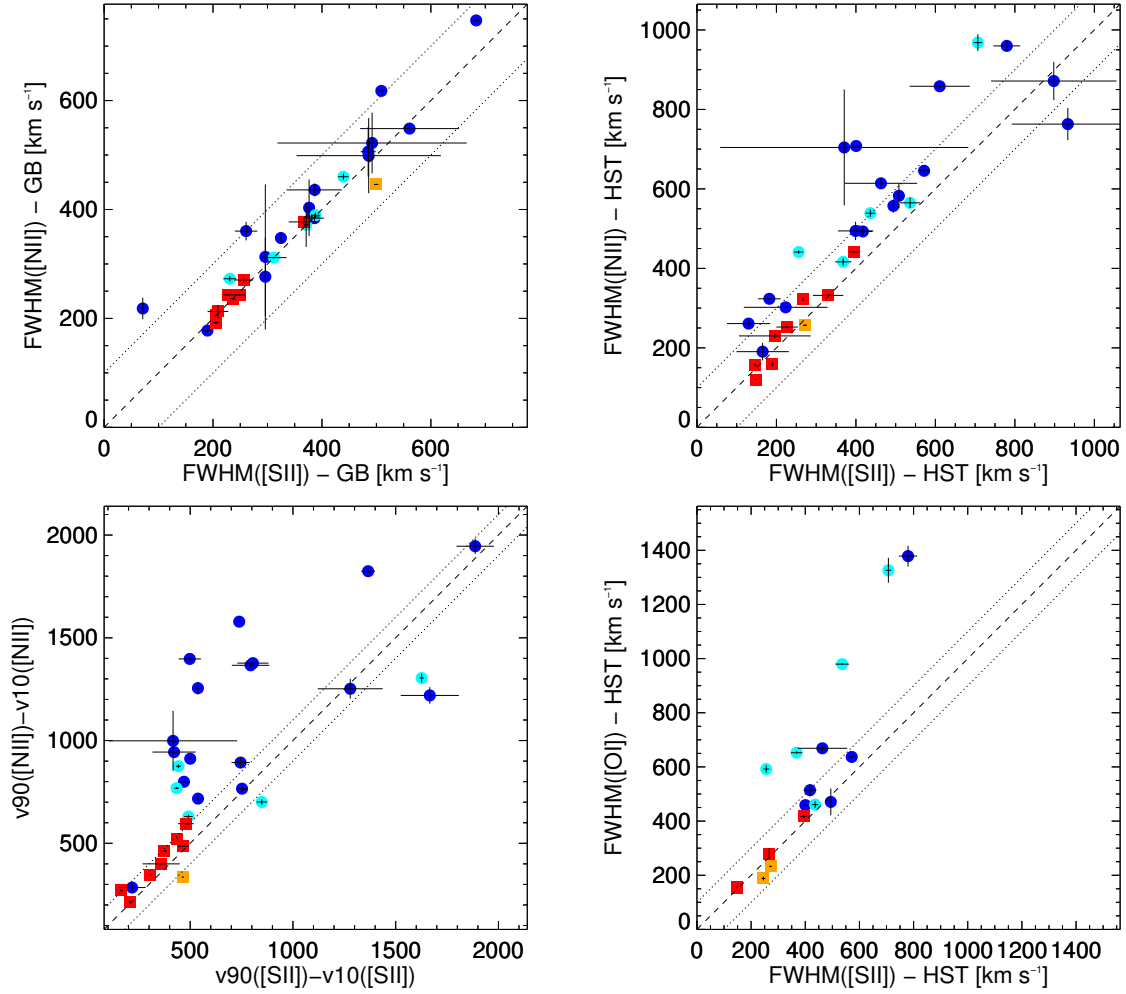 FWHM([NII]) − GB [km s⁻¹]
600
400
200
0
0 200 400 600
FWHM([SII]) − GB [km s⁻¹]
FWHM([NII]) − HST [km s⁻¹]
1000
800
600
400
200
0
0 200 400 600 800 1000
FWHM([SII]) − HST [km s⁻¹]
v90([NII])−v10([NII])
2000
1500
1000
500
500 1000 1500 2000
v90([SII])−v10([SII])
FWHM([OI]) − HST [km s⁻¹]
1400
1200
1000
800
600
400
200
0
0 200 400 600 800 1000 1200 1400
FWHM([SII]) − HST [km s⁻¹]